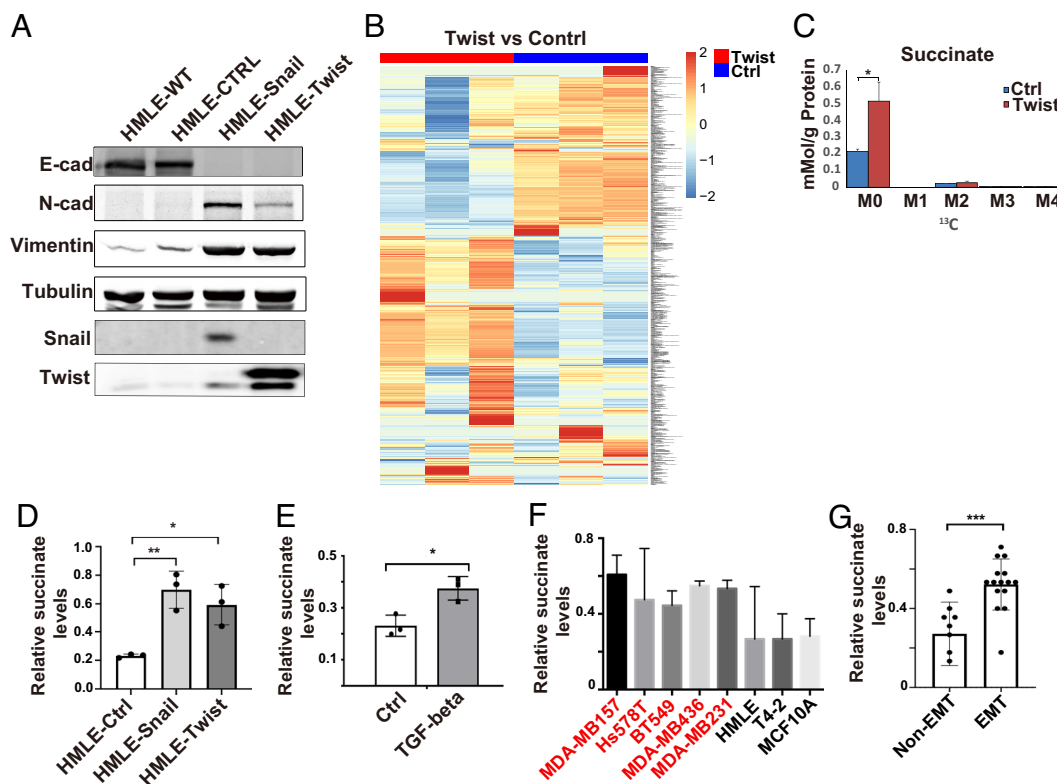 A
HMLE-WT
HMLE-CTRL
HMLE-Snail
HMLE-Twist
E-cad
N-cad
Vimentin
Tubulin
Snail
Twist
B
Twist vs Contrl
2
1
0
−1
−2
Twist
Ctrl
C
Succinate
mMol/g Protein
0.7
0.6
0.5
0.4
0.3
0.2
0.1
0
*
Ctrl
Twist
M0 M1 M2 M3 M4
13C
D
Relative succinate
levels
1.0
0.8
0.6
0.4
0.2
0.0
*
**
HMLE-Ctrl
HMLE-Snail
HMLE-Twist
E
Relative succinate
levels
0.5
0.3
0.1
*
Ctrl
TGF-beta
F
Relative succinate
levels
0.8
0.4
0.0
MDA-MB157
Hs578T
BT549
MDA-MB436
MDA-MB231
HMLE
T4-2
MCF10A
G
Relative succinate
levels
0.8
0.4
0.0
***
Non-EMT
EMT